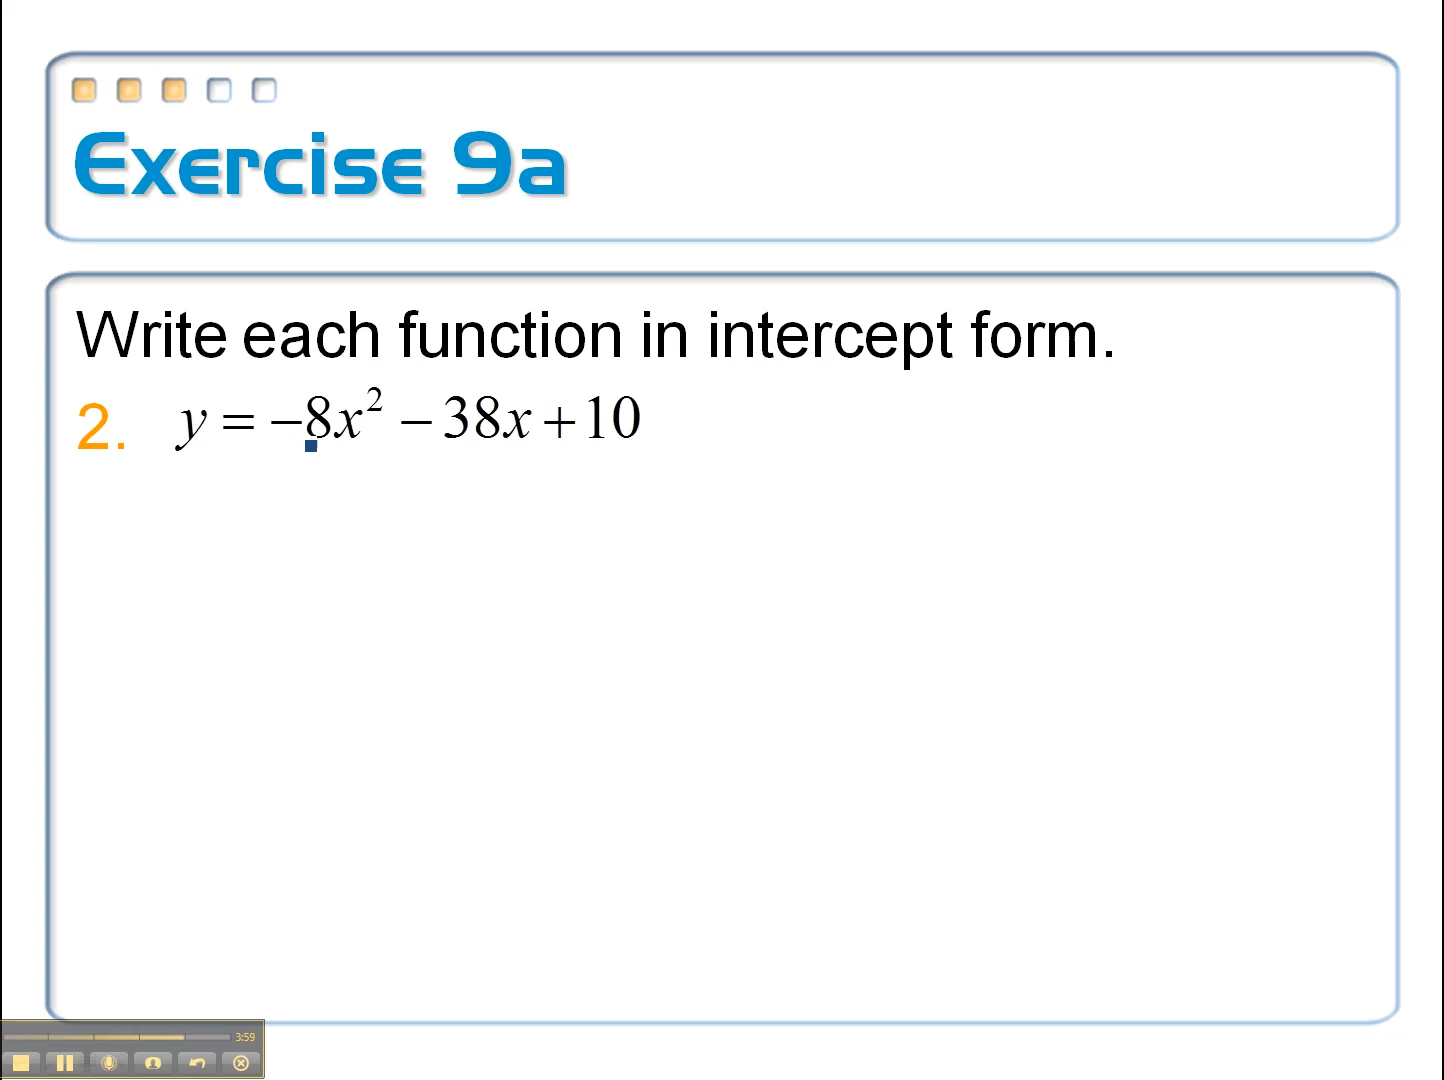 Exercise 9a
Write each function in intercept form.
2. y = −8x² − 38x + 10
3:59